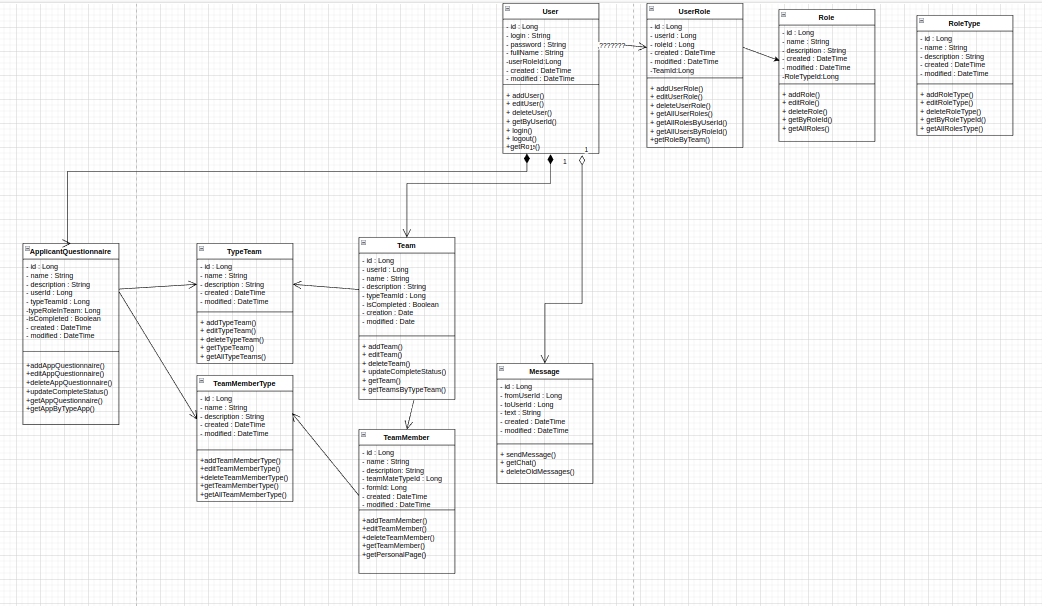 User
- id : Long
- login : String
- password : String
- fullName : String
-userRoleId:Long
- created : DateTime
- modified : DateTime
+ addUser()
+ editUser()
+ deleteUser()
+ getByUserId()
+ login()
+ logout()
1
1
1
.???????
UserRole
- id : Long
- userId : Long
- roleId : Long
- created : DateTime
- modified : DateTime
-TeamId:Long
+ addUserRole()
+ editUserRole()
+ deleteUserRole()
+ getAllUserRoles()
+ getAllRolesByUserId()
+ getAllUsersByRoleId()
+getRoleByTeam()
Role
- id : Long
- name : String
- description : String
- created : DateTime
- modified : DateTime
-RoleTypeId:Long
+ addRole()
+ editRole()
+ deleteRole()
+ getByRoleId()
+ getAllRoles()
RoleType
- id : Long
- name : String
- description : String
- created : DateTime
- modified : DateTime
+ addRoleType()
+ editRoleType()
+ deleteRoleType()
+ getByRoleTypeId()
+ getAllRolesType()
ApplicantQuestionnaire
- id : Long
- name : String
- description : String
- userId : Long
- typeTeamId : Long
-typeRoleInTeam: Long
-isCompleted : Boolean
- created : DateTime
- modified : DateTime
+addAppQuestionnaire()
+editAppQuestionnaire()
+deleteAppQuestionnaire()
+updateCompleteStatus()
+getAppQuestionnaire()
+getAppByTypeApp()
TypeTeam
- id : Long
- name : String
- description : String
- created : DateTime
- modified : DateTime
+ addTypeTeam()
+ editTypeTeam()
+ deleteTypeTeam()
+ getTypeTeam()
+ getAllTypeTeams()
TeamMemberType
- id : Long
- name : String
- description : String
- created : DateTime
- modified : DateTime
+addTeamMemberType()
+editTeamMemberType()
+deleteTeamMemberType()
+getTeamMemberType()
+getAllTeamMemberType()
Team
- id : Long
- userId : Long
- name : String
- description : String
- typeTeamId : Long
- isCompleted : Boolean
- creation : Date
- modified : Date
+ addTeam()
+ editTeam()
+ deleteTeam()
+ updateCompleteStatus()
+ getTeam()
+ getTeamsByTypeTeam()
TeamMember
- id : Long
- name : String
- description: String
- teamMateTypeId : Long
- formId: Long
- created : DateTime
- modified : DateTime
+addTeamMember()
+editTeamMember()
+deleteTeamMember()
+getTeamMember()
+getPersonalPage()
Message
- id : Long
- fromUserId : Long
- toUserId : Long
- text : String
- created : DateTime
- modified : DateTime
+ sendMessage()
+ getChat()
+ deleteOldMessages()